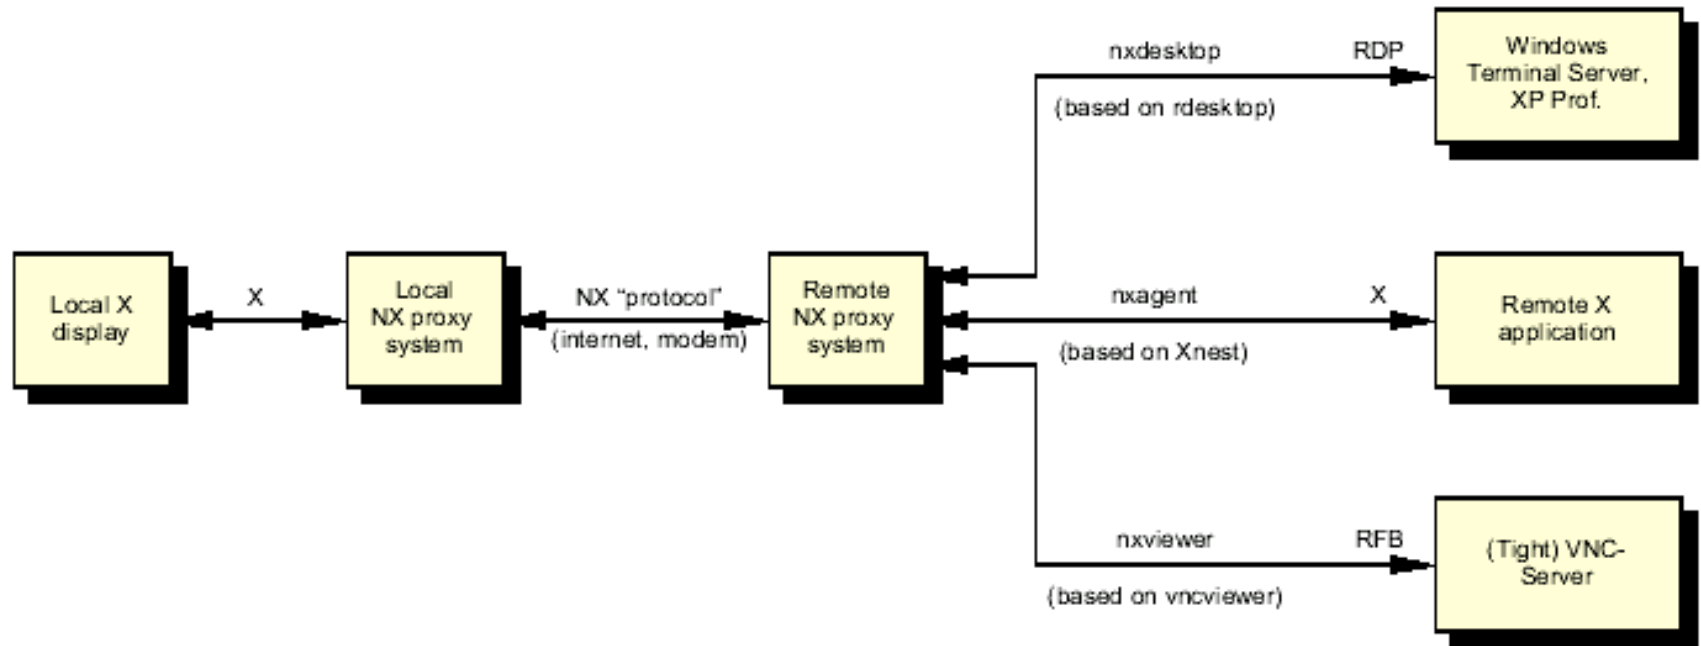 nxdesktop
RDP
(based on rdesktop)
Windows
Terminal Server,
XP Prof.
Local X
display
X
Local
NX proxy
system
NX “protocol”
(internet, modem)
Remote
NX proxy
system
nxagent
X
(based on Xnest)
Remote X
application
nxviewer
RFB
(based on vncviewer)
(Tight) VNC-
Server